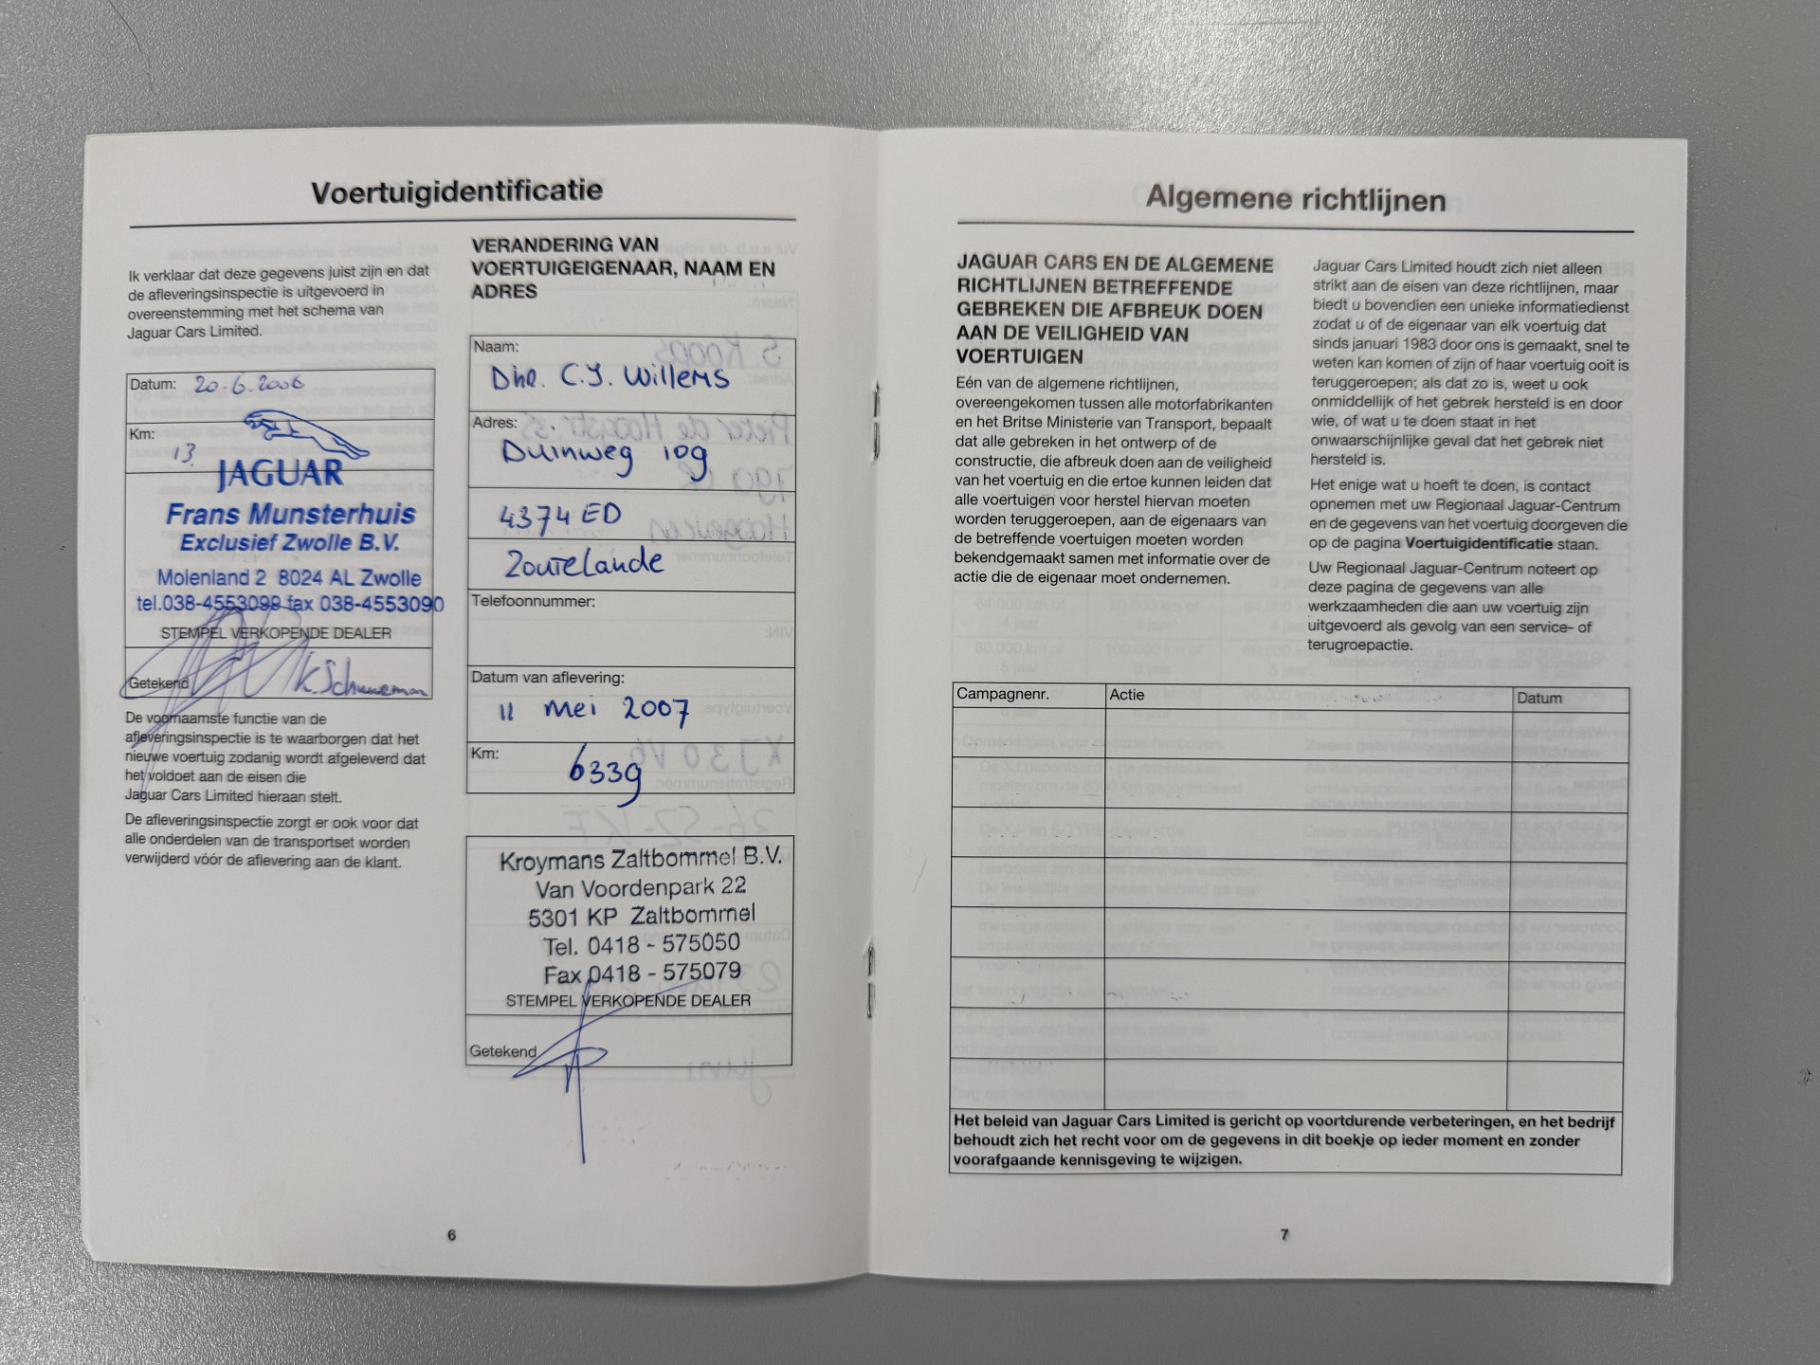 Voertuigidentificatie
Ik verklaar dat deze gegevens juist zijn en dat
de afleveringsinspectie is uitgevoerd in
overeenstemming met het schema van
Jaguar Cars Limited.
Datum: 20-6-2006
Km: 13
JAGUAR
Frans Munsterhuis
Exclusief Zwolle B.V.
Molenland 2 8024 AL Zwolle
tel.038-4553099 fax 038-4553090
STEMPEL VERKOPENDE DEALER
Getekend
De voornaamste functie van de
afleveringsinspectie is te waarborgen dat het
nieuwe voertuig zodanig wordt afgeleverd dat
het voldoet aan de eisen die
Jaguar Cars Limited hieraan stelt.
De afleveringsinspectie zorgt er ook voor dat
alle onderdelen van de transportset worden
verwijderd vóór de aflevering aan de klant.
VERANDERING VAN
VOERTUIGEIGENAAR, NAAM EN
ADRES
Naam:
Dhr. C.J. Willems
Adres:
Duinweg 109
4374 ED
Zoutelande
Telefoonnummer:
Datum van aflevering:
11 mei 2007
Km:
6339
Kroymans Zaltbommel B.V.
Van Voordenpark 22
5301 KP Zaltbommel
Tel. 0418 - 575050
Fax 0418 - 575079
STEMPEL VERKOPENDE DEALER
Getekend
6
Algemene richtlijnen
JAGUAR CARS EN DE ALGEMENE
RICHTLIJNEN BETREFFENDE
GEBREKEN DIE AFBREUK DOEN
AAN DE VEILIGHEID VAN
VOERTUIGEN
Eén van de algemene richtlijnen,
overeengekomen tussen alle motorfabrikanten
en het Britse Ministerie van Transport, bepaalt
dat alle gebreken in het ontwerp of de
constructie, die afbreuk doen aan de veiligheid
van het voertuig en die ertoe kunnen leiden dat
alle voertuigen voor herstel hiervan moeten
worden teruggeroepen, aan de eigenaars van
de betreffende voertuigen moeten worden
bekendgemaakt samen met informatie over de
actie die de eigenaar moet ondernemen.
Jaguar Cars Limited houdt zich niet alleen
strikt aan de eisen van deze richtlijnen, maar
biedt u bovendien een unieke informatiedienst
zodat u of de eigenaar van elk voertuig dat
sinds januari 1983 door ons is gemaakt, snel te
weten kan komen of zijn of haar voertuig ooit is
teruggeroepen; als dat zo is, weet u ook
onmiddellijk of het gebrek hersteld is en door
wie, of wat u te doen staat in het
onwaarschijnlijke geval dat het gebrek niet
hersteld is.
Het enige wat u hoeft te doen, is contact
opnemen met uw Regionaal Jaguar-Centrum
en de gegevens van het voertuig doorgeven die
op de pagina Voertuigidentificatie staan.
Uw Regionaal Jaguar-Centrum noteert op
deze pagina de gegevens van alle
werkzaamheden die aan uw voertuig zijn
uitgevoerd als gevolg van een service- of
terugroepactie.
Campagnenr. Actie Datum
Het beleid van Jaguar Cars Limited is gericht op voortdurende verbeteringen, en het bedrijf
behoudt zich het recht voor om de gegevens in dit boekje op ieder moment en zonder
voorafgaande kennisgeving te wijzigen.
7